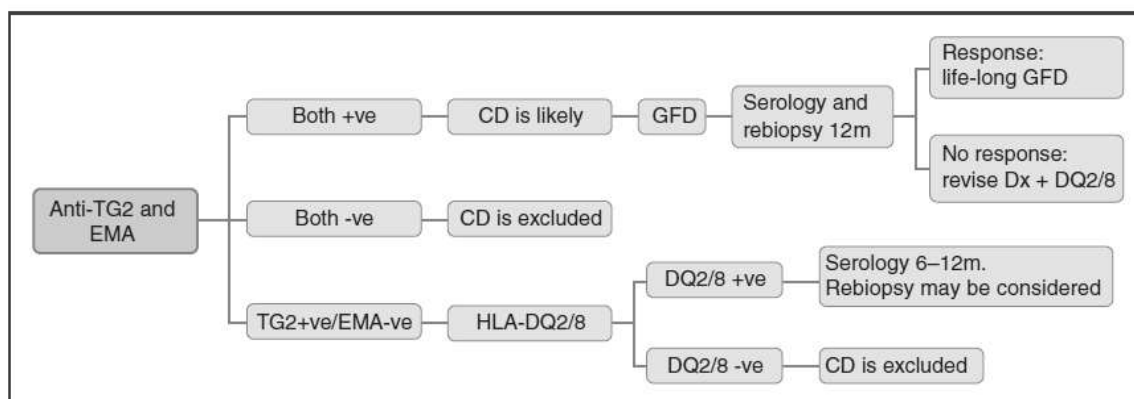 Anti-TG2 and
EMA
Both +ve
CD is likely
GFD
Serology and
rebiopsy 12m
Response:
life-long GFD
No response:
revise Dx + DQ2/8
Both -ve
CD is excluded
TG2+ve/EMA-ve
HLA-DQ2/8
DQ2/8 +ve
Serology 6–12m.
Rebiopsy may be considered
DQ2/8 -ve
CD is excluded